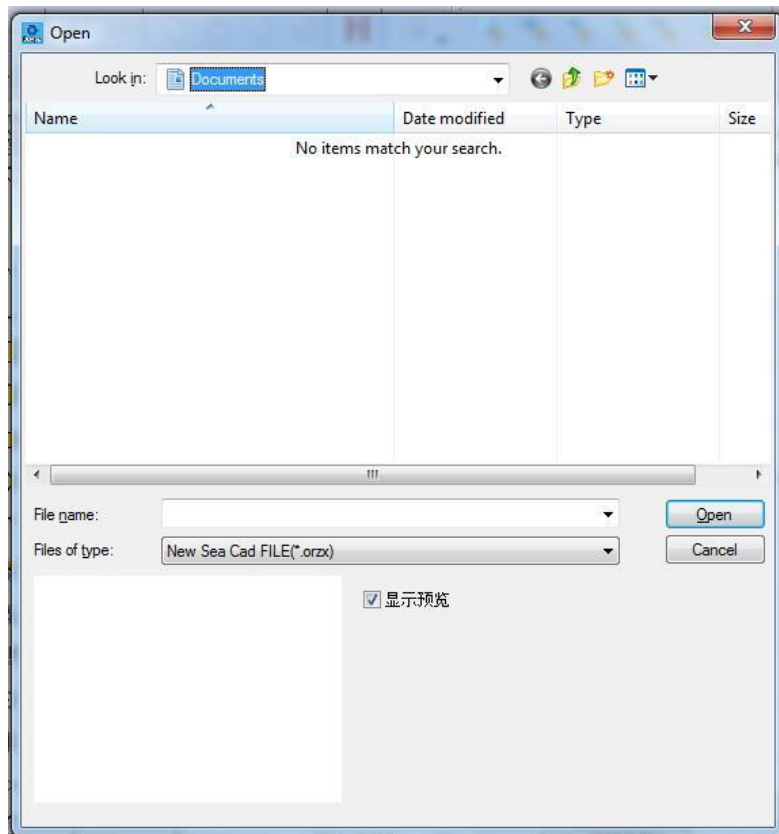 Open
Look in: Documents
Name Date modified Type Size
No items match your search.
File name: Open
Files of type: New Sea Cad FILE(*.orzx) Cancel
显示预览